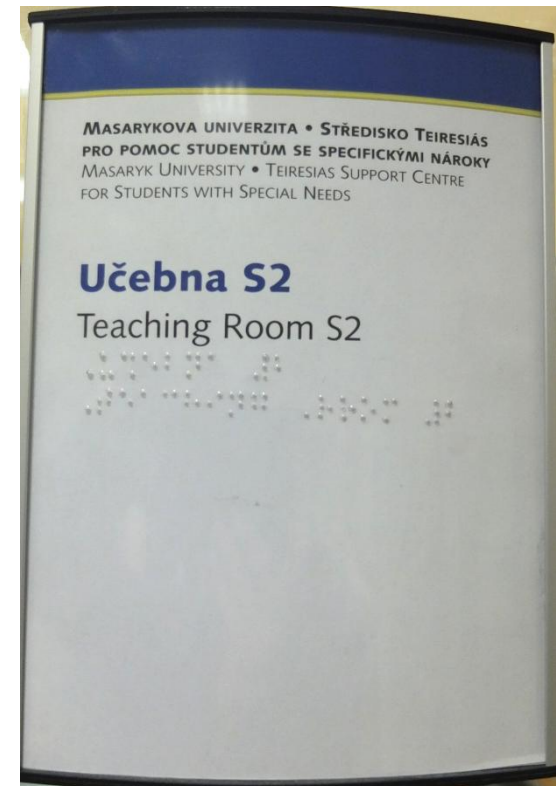 MASARYKOVA UNIVERZITA • STŘEDISKO TEIRESIÁS
PRO POMOC STUDENTŮM SE SPECIFICKÝMI NÁROKY
MASARYK UNIVERSITY • TEIRESIAS SUPPORT CENTRE
FOR STUDENTS WITH SPECIAL NEEDS
Učebna S2
Teaching Room S2